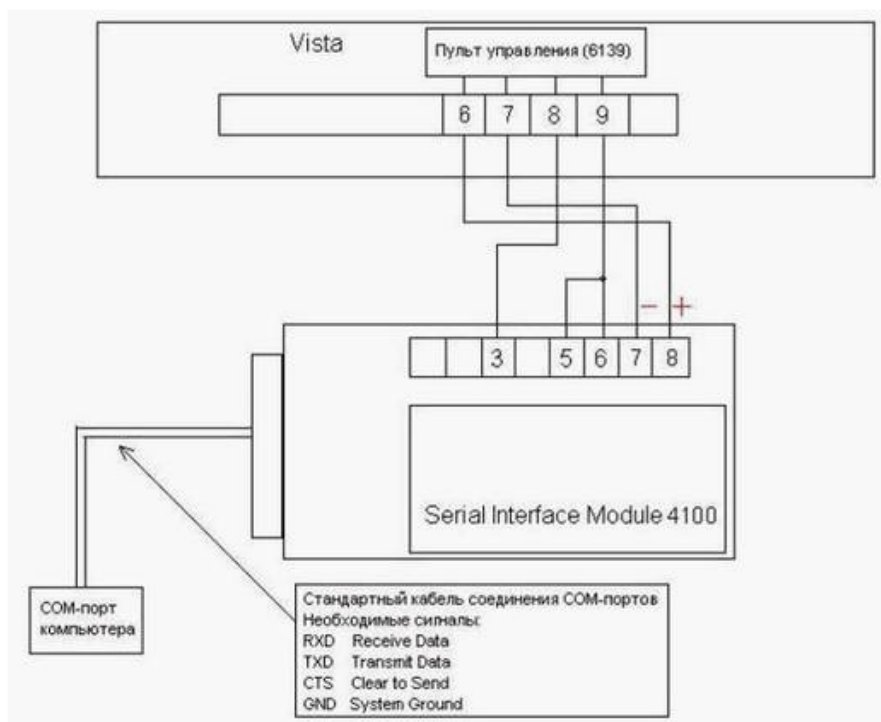 Vista
Пульт управления (6139)
6 7 8 9
- +
3 5 6 7 8
Serial Interface Module 4100
COM-порт
компьютера
Стандартный кабель соединения COM-портов
Необходимые сигналы:
RXD Receive Data
TXD Transmit Data
CTS Clear to Send
GND System Ground